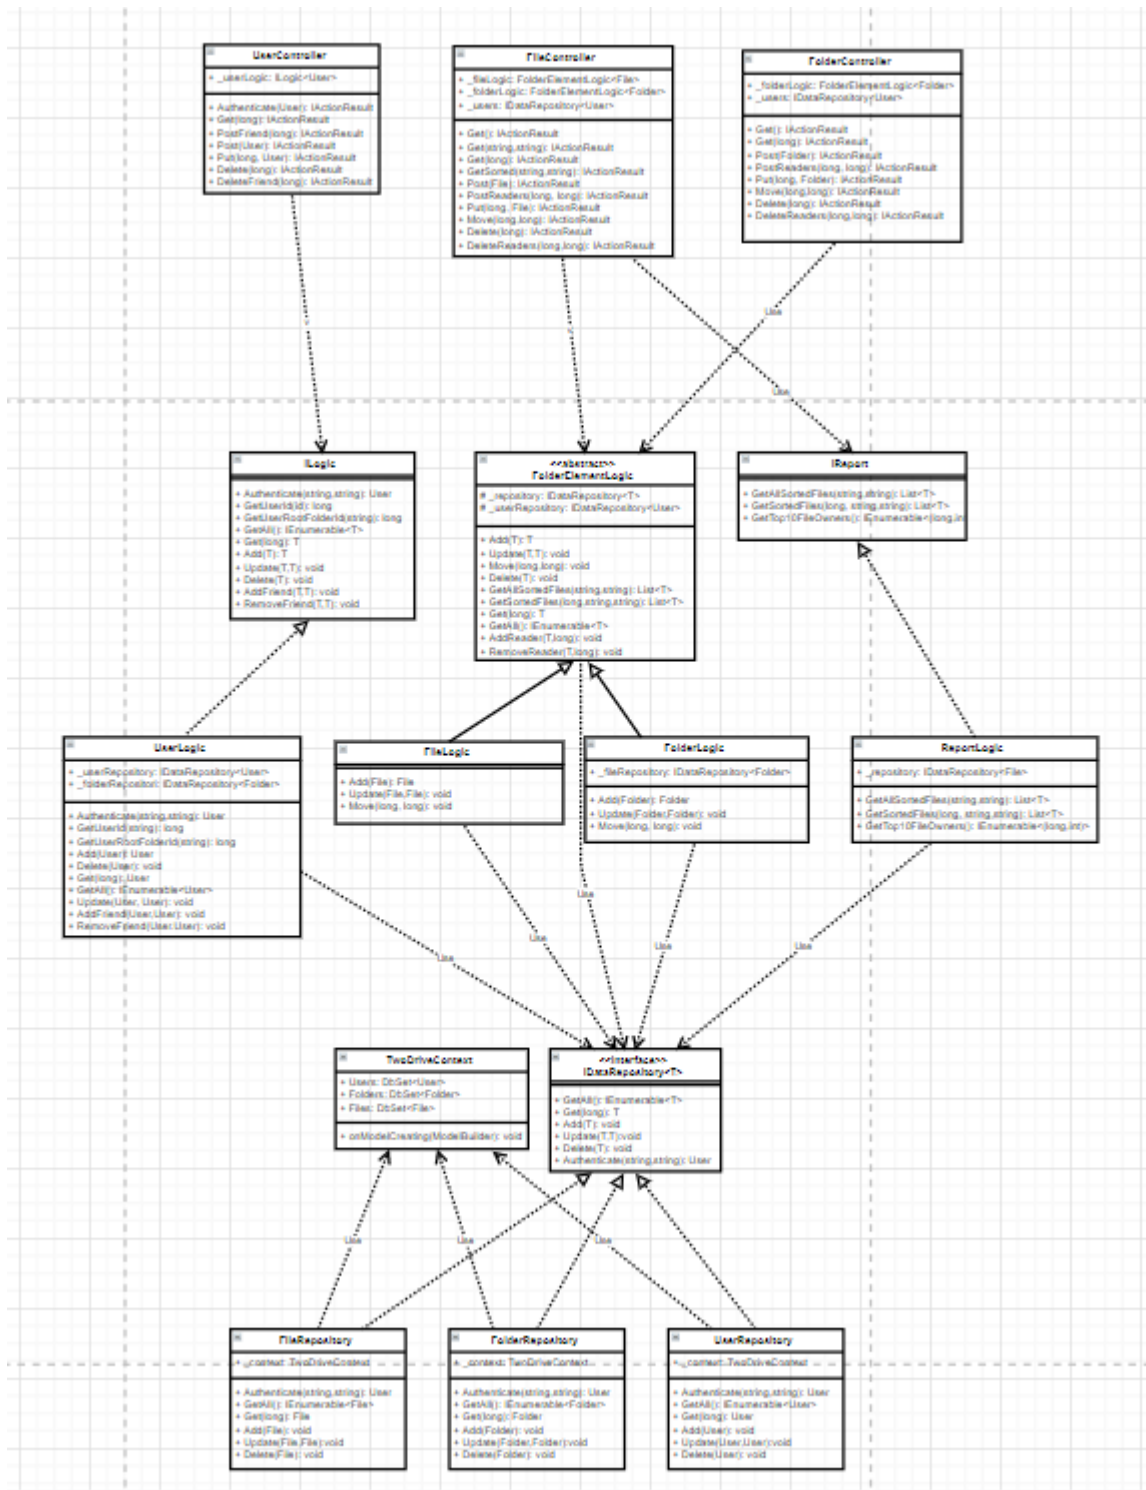 UserController
+ _userLogic: ILogic<User>
+ Authenticate(User): IActionResult
+ Get(long): IActionResult
+ PostFriend(long): IActionResult
+ Post(User): IActionResult
+ Put(long, User): IActionResult
+ Delete(long): IActionResult
+ DeleteFriend(long): IActionResult
FileController
+ _fileLogic: FolderElementLogic<File>
+ _folderLogic: FolderElementLogic<Folder>
+ _users: IDataRepository<User>
+ Get(): IActionResult
+ Get(string,string): IActionResult
+ Get(long): IActionResult
+ GetSorted(string,string): IActionResult
+ Post(File): IActionResult
+ PostReaders(long, long): IActionResult
+ Put(long, File): IActionResult
+ Move(long,long): IActionResult
+ Delete(long): IActionResult
+ DeleteReaders(long,long): IActionResult
FolderController
+ _folderLogic: FolderElementLogic<Folder>
+ _users: IDataRepository<User>
+ Get(): IActionResult
+ Get(long): IActionResult
+ Post(Folder): IActionResult
+ PostReaders(long, long): IActionResult
+ Put(long, Folder): IActionResult
+ Move(long,long): IActionResult
+ Delete(long): IActionResult
+ DeleteReaders(long,long): IActionResult
Use
Use
ILogic
+ Authenticate(string,string): User
+ GetUserId(id): long
+ GetUserRootFolderId(string): long
+ GetAll(): IEnumerable<T>
+ Get(long): T
+ Add(T): T
+ Update(T,T): void
+ Delete(T): void
+ AddFriend(T,T): void
+ RemoveFriend(T,T): void
<<abstract>>
FolderElementLogic
# _repository: IDataRepository<T>
# _userRepository: IDataRepository<User>
+ Add(T): T
+ Update(T,T): void
+ Move(long,long): void
+ Delete(T): void
+ GetAllSortedFiles(string,string): List<T>
+ GetSortedFiles(long,string,string): List<T>
+ Get(long): T
+ GetAll(): IEnumerable<T>
+ AddReader(T,long): void
+ RemoveReader(T,long): void
IReport
+ GetAllSortedFiles(string,string): List<T>
+ GetSortedFiles(long, string,string): List<T>
+ GetTop10FileOwners(): IEnumerable<(long,in
UserLogic
+ _userRepository: IDataRepository<User>
+ _folderRepositori: IDataRepository<Folder>
+ Authenticate(string,string): User
+ GetUserId(string): long
+ GetUserRootFolderId(string): long
+ Add(User): User
+ Delete(User): void
+ Get(long): User
+ GetAll(): IEnumerable<User>
+ Update(User, User): void
+ AddFriend(User,User): void
+ RemoveFriend(User,User): void
FileLogic
+ Add(File): File
+ Update(File,File): void
+ Move(long, long): void
FolderLogic
+ _fileRepository: IDataRepository<Folder>
+ Add(Folder): Folder
+ Update(Folder,Folder): void
+ Move(long, long): void
ReportLogic
+ _repository: IDataRepository<File>
+ GetAllSortedFiles(string,string): List<T>
+ GetSortedFiles(long, string,string): List<T>
+ GetTop10FileOwners(): IEnumerable<(long,int)>
Use
Use
Use
Use
Use
TwoDriveContext
+ Users: DbSet<User>
+ Folders: DbSet<Folder>
+ Files: DbSet<File>
+ onModelCreating(ModelBuilder): void
<<Interface>>
IDataRepository<T>
+ GetAll(): IEnumerable<T>
+ Get(long): T
+ Add(T): void
+ Update(T,T):void
+ Delete(T): void
+ Authenticate(string,string): User
Use
Use
Use
FileRepository
+ _context: TwoDriveContext
+ Authenticate(string,string): User
+ GetAll(): IEnumerable<File>
+ Get(long): File
+ Add(File): void
+ Update(File,File):void
+ Delete(File): void
FolderRepository
+ _context: TwoDriveContext
+ Authenticate(string,string): User
+ GetAll(): IEnumerable<Folder>
+ Get(long): Folder
+ Add(Folder): void
+ Update(Folder,Folder):void
+ Delete(Folder): void
UserRepository
+ _context: TwoDriveContext
+ Authenticate(string,string): User
+ GetAll(): IEnumerable<User>
+ Get(long): User
+ Add(User): void
+ Update(User,User):void
+ Delete(User): void